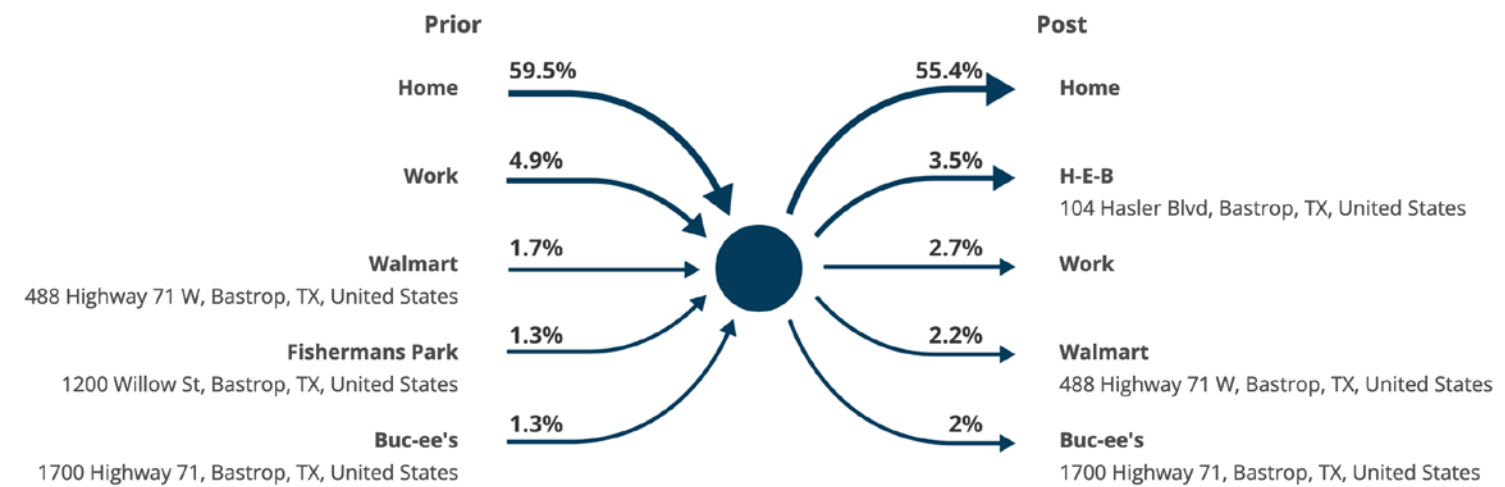 Prior
Post
59.5%
Home
4.9%
Work
1.7%
Walmart
488 Highway 71 W, Bastrop, TX, United States
1.3%
Fishermans Park
1200 Willow St, Bastrop, TX, United States
1.3%
Buc-ee's
1700 Highway 71, Bastrop, TX, United States
55.4%
Home
3.5%
H-E-B
104 Hasler Blvd, Bastrop, TX, United States
2.7%
Work
2.2%
Walmart
488 Highway 71 W, Bastrop, TX, United States
2%
Buc-ee's
1700 Highway 71, Bastrop, TX, United States